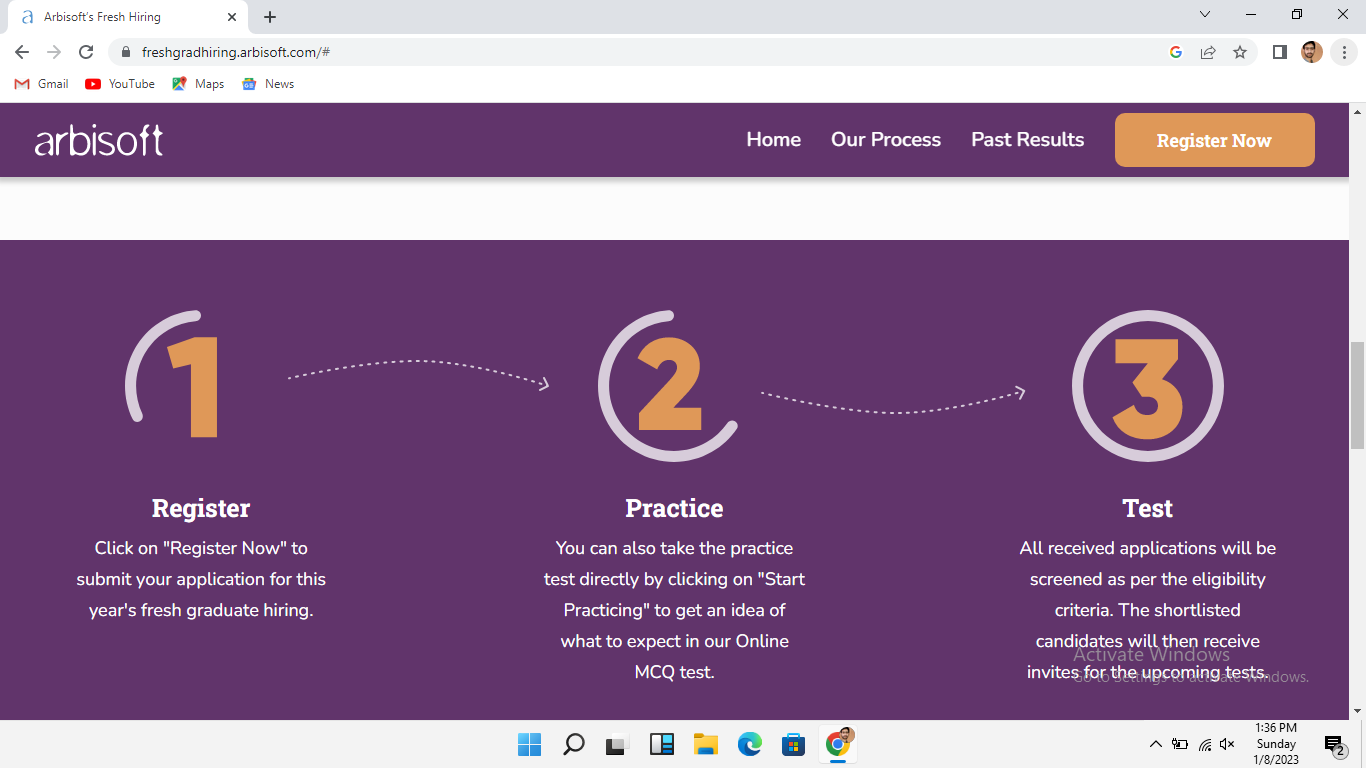 Arbisoft's Fresh Hiring
freshgradhiring.arbisoft.com/#
Gmail YouTube Maps News
arbisoft Home Our Process Past Results Register Now
1 2 3
Register
Click on "Register Now" to
submit your application for this
year's fresh graduate hiring.
Practice
You can also take the practice
test directly by clicking on "Start
Practicing" to get an idea of
what to expect in our Online
MCQ test.
Test
All received applications will be
screened as per the eligibility
criteria. The shortlisted
candidates will then receive
invites for the upcoming tests.
Activate Windows
Go to Settings to activate Windows.
1:36 PM
Sunday
1/8/2023
2